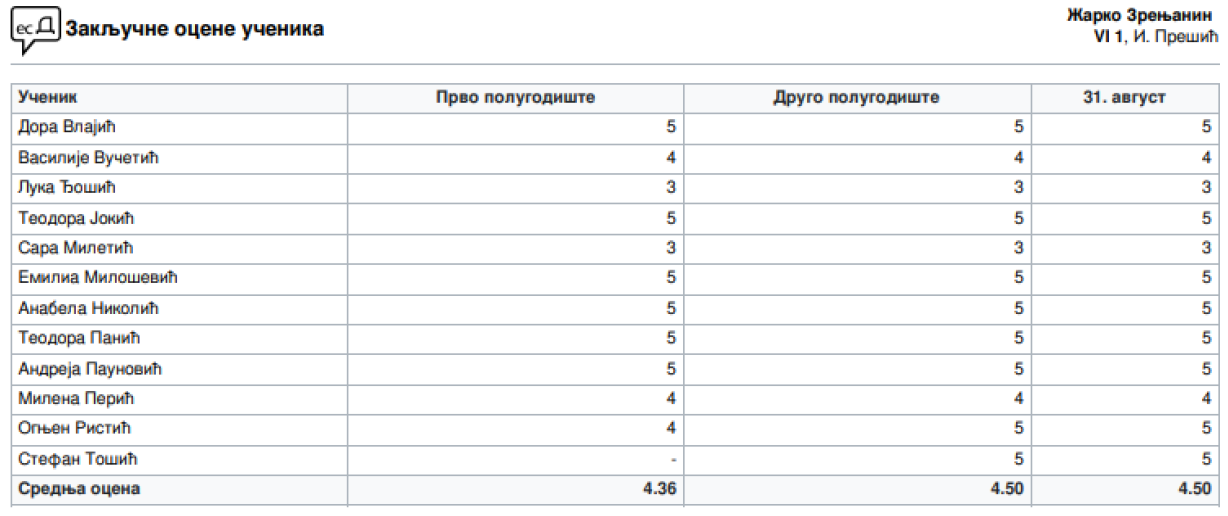 ес Д Закључне оцене ученика
Жарко Зрењанин
VI 1, И. Прешић
Ученик Прво полугодиште Друго полугодиште 31. август
Дора Влајић 5 5 5
Василије Вучетић 4 4 4
Лука Ђошић 3 3 3
Теодора Јокић 5 5 5
Сара Милетић 3 3 3
Емилиа Милошевић 5 5 5
Анабела Николић 5 5 5
Теодора Панић 5 5 5
Андреја Пауновић 5 5 5
Милена Перић 4 4 4
Огњен Ристић 4 5 5
Стефан Тошић - 5 5
Средња оцена 4.36 4.50 4.50